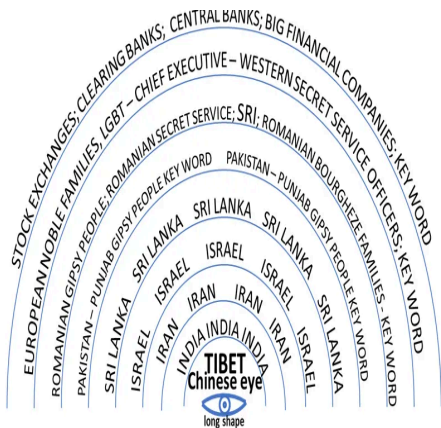 STOCK EXCHANGES; CLEARING BANKS; CENTRAL BANKS; BIG FINANCIAL COMPANIES; KEY WORD
EUROPEAN NOBLE FAMILIES, LGBT – CHIEF EXECUTIVE – WESTERN SECRET SERVICE OFFICERS; KEY WORD
ROMANIAN GIPSY PEOPLE; ROMANIAN SECRET SERVICE; SRI; ROMANIAN BOURGHEZE FAMILIES - KEY WORD
PAKISTAN – PUNJAB GIPSY PEOPLE KEY WORD PAKISTAN – PUNJAB GIPSY PEOPLE KEY WORD
SRI LANKA SRI LANKA SRI LANKA SRI LANKA SRI LANKA
ISRAEL ISRAEL ISRAEL ISRAEL ISRAEL
IRAN IRAN IRAN IRAN
INDIA INDIA INDIA
TIBET
Chinese eye
long shape